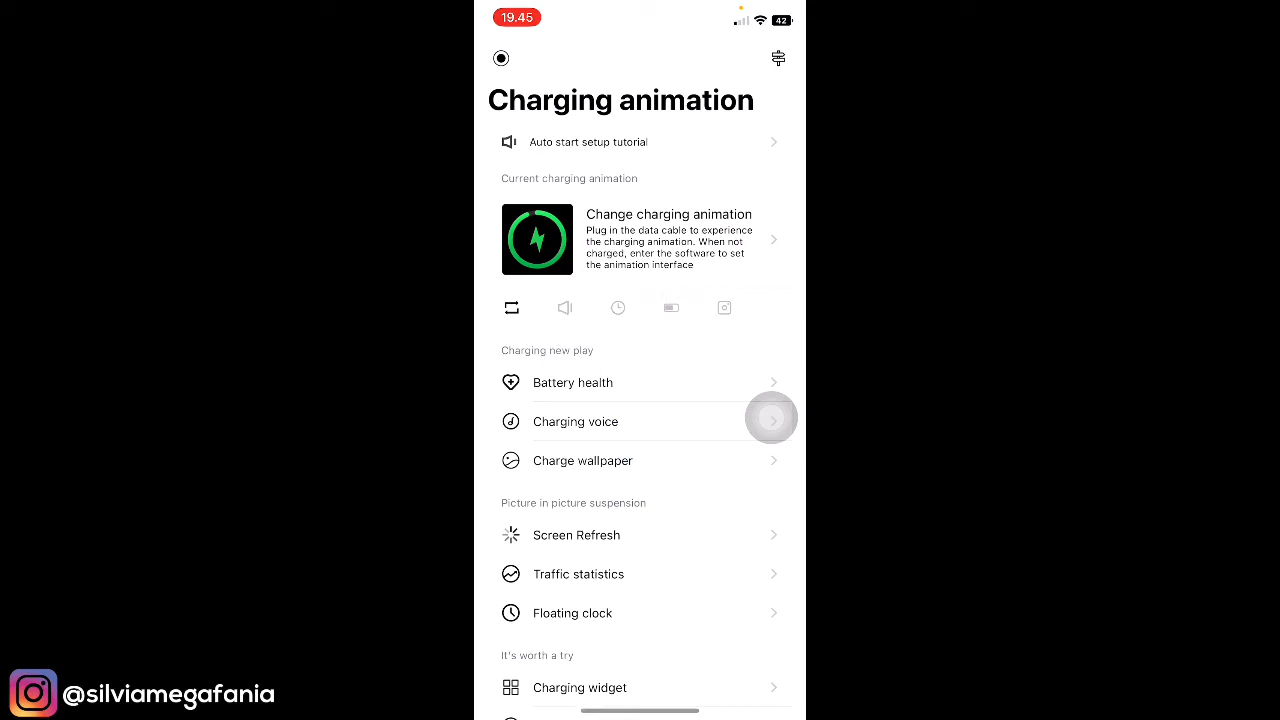 19.45
42
Charging animation
Auto start setup tutorial
Current charging animation
Change charging animation
Plug in the data cable to experience
the charging animation. When not
charged, enter the software to set
the animation interface
Charging new play
Battery health
Charging voice
Charge wallpaper
Picture in picture suspension
Screen Refresh
Traffic statistics
Floating clock
It's worth a try
Charging widget
@silviamegafania